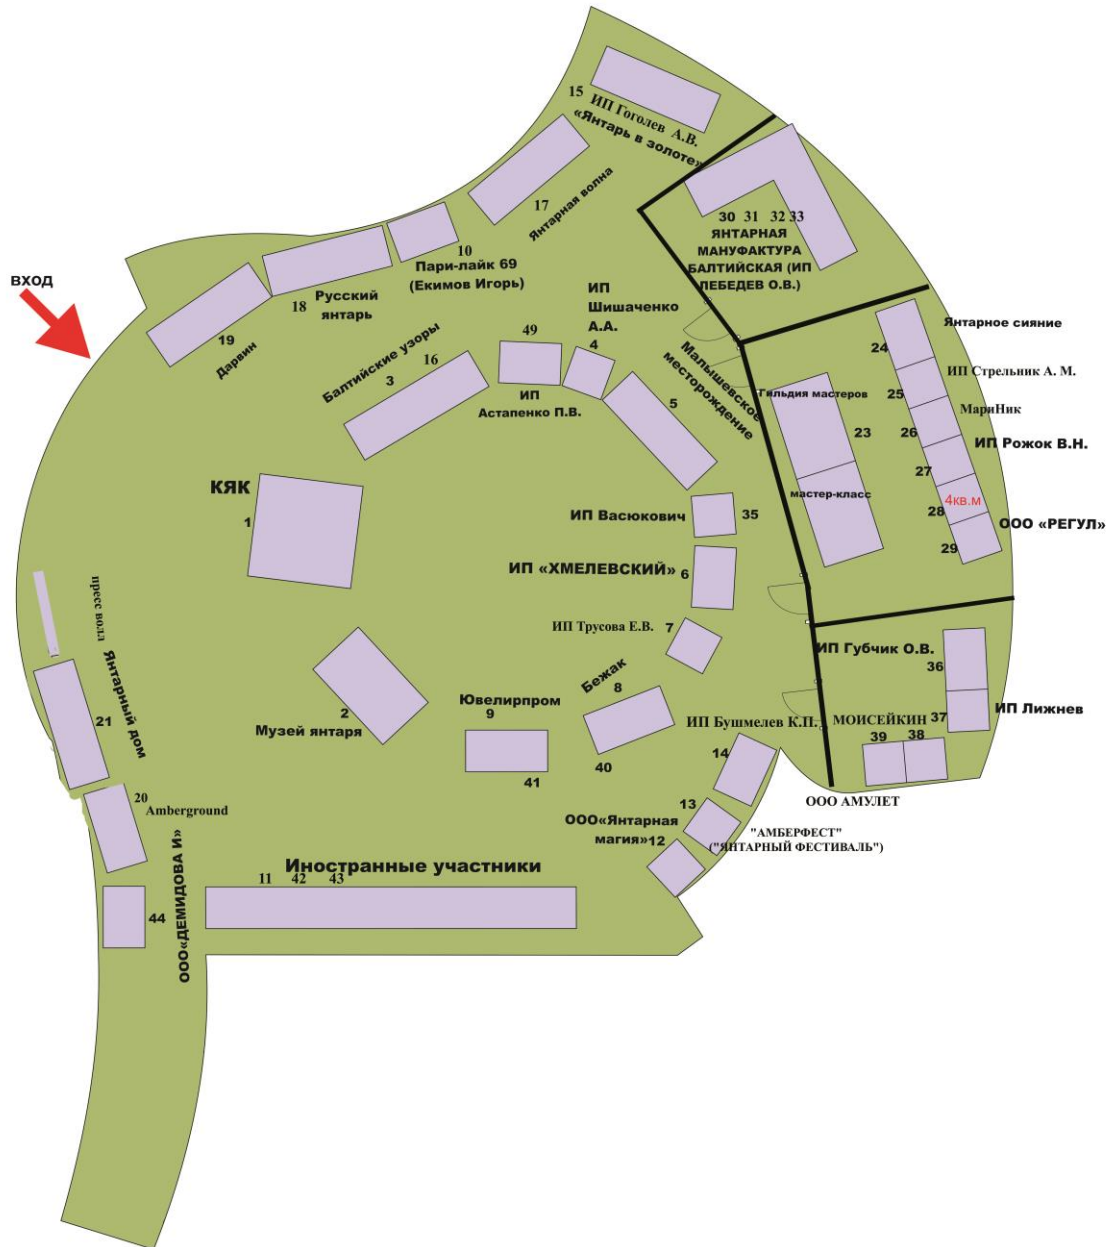 15
ИП Гоголев А.В.
«Янтарь в золоте»
17
Янтарная волна
10
Пари-лайк 69
(Екимов Игорь)
30 31 32 33
ЯНТАРНАЯ
МАНУФАКТУРА
БАЛТИЙСКАЯ (ИП
ЛЕБЕДЕВ О.В.)
ВХОД
18
Русский
янтарь
19
Дарвин
Балтийские узоры
3
16
49
ИП
Астапенко П.В.
ИП
Шишаченко
А.А.
4
Малышевское
месторождение
5
24
Янтарное сияние
25
ИП Стрельник А. М.
26
МариНик
27
ИП Рожок В.Н.
28
4кв.м
29
ООО «РЕГУЛ»
Гильдия мастеров
23
мастер-класс
КЯК
1
ИП Васюкович
35
ИП «ХМЕЛЕВСКИЙ»
6
ИП Трусова Е.В.
7
пресс волл
Янтарный дом
21
2
Музей янтаря
Ювелирпром
9
41
Бежак
8
40
ИП Губчик О.В.
36
37
ИП Лижнев
МОИСЕЙКИН
39
38
ИП Бушмелев К.П.
14
ООО АМУЛЕТ
13
"АМБЕРФЕСТ"
("ЯНТАРНЫЙ ФЕСТИВАЛЬ")
ООО«Янтарная
магия»
12
20
Amberground
44
ООО«ДЕМИДОВА И»
Иностранные участники
11 42 43